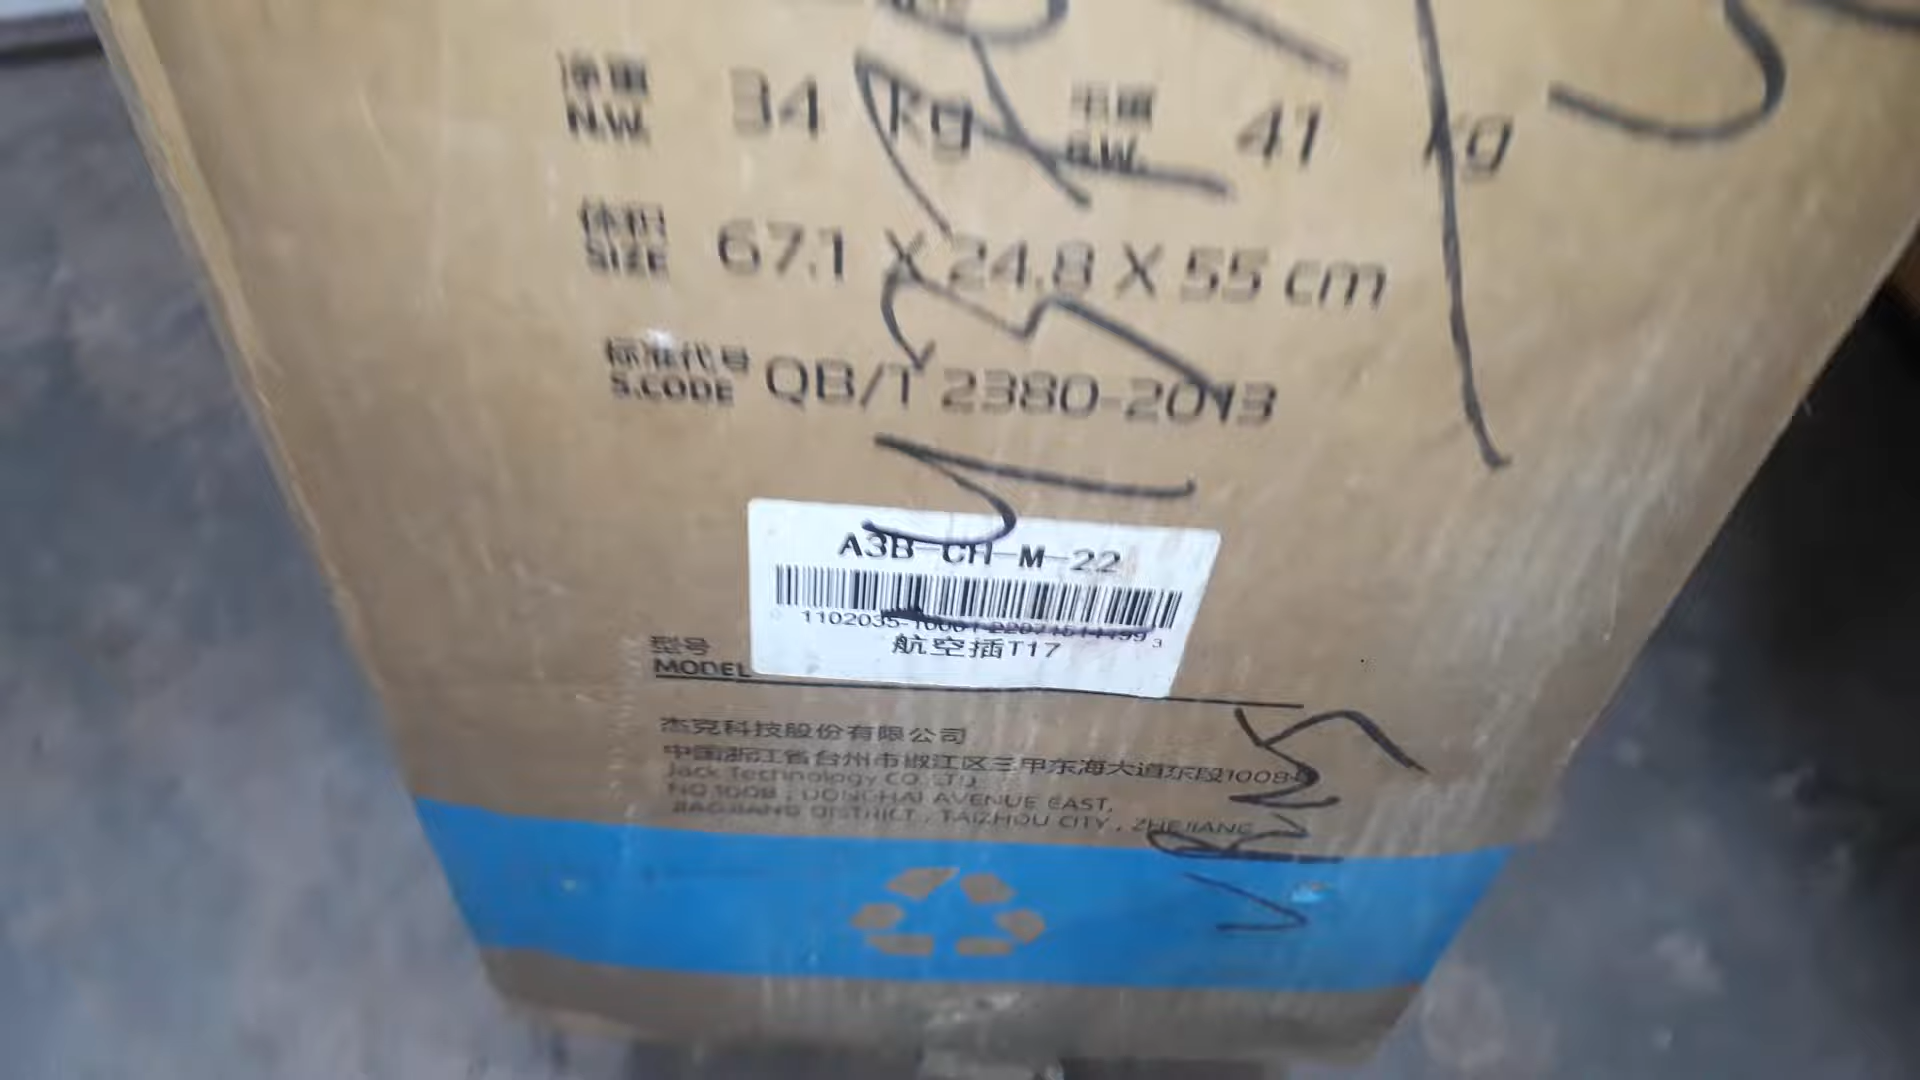 净重 N.W. 34 kg 毛重 G.W. 41 kg
体积 SIZE 67.1 X 24.8 X 55 cm
标准代号 S.CODE QB/T 2380-2013
A3B-CH-M-22
1102035-
航空插T17
型号
MODEL
杰克科技股份有限公司
中国浙江省台州市椒江区三甲东海大道东段1008号
Jack Technology CO.,LTD.
NO.1008 , DONGHAI AVENUE EAST,
JIAOJIANG DISTRICT , TAIZHOU CITY , ZHEJIANG